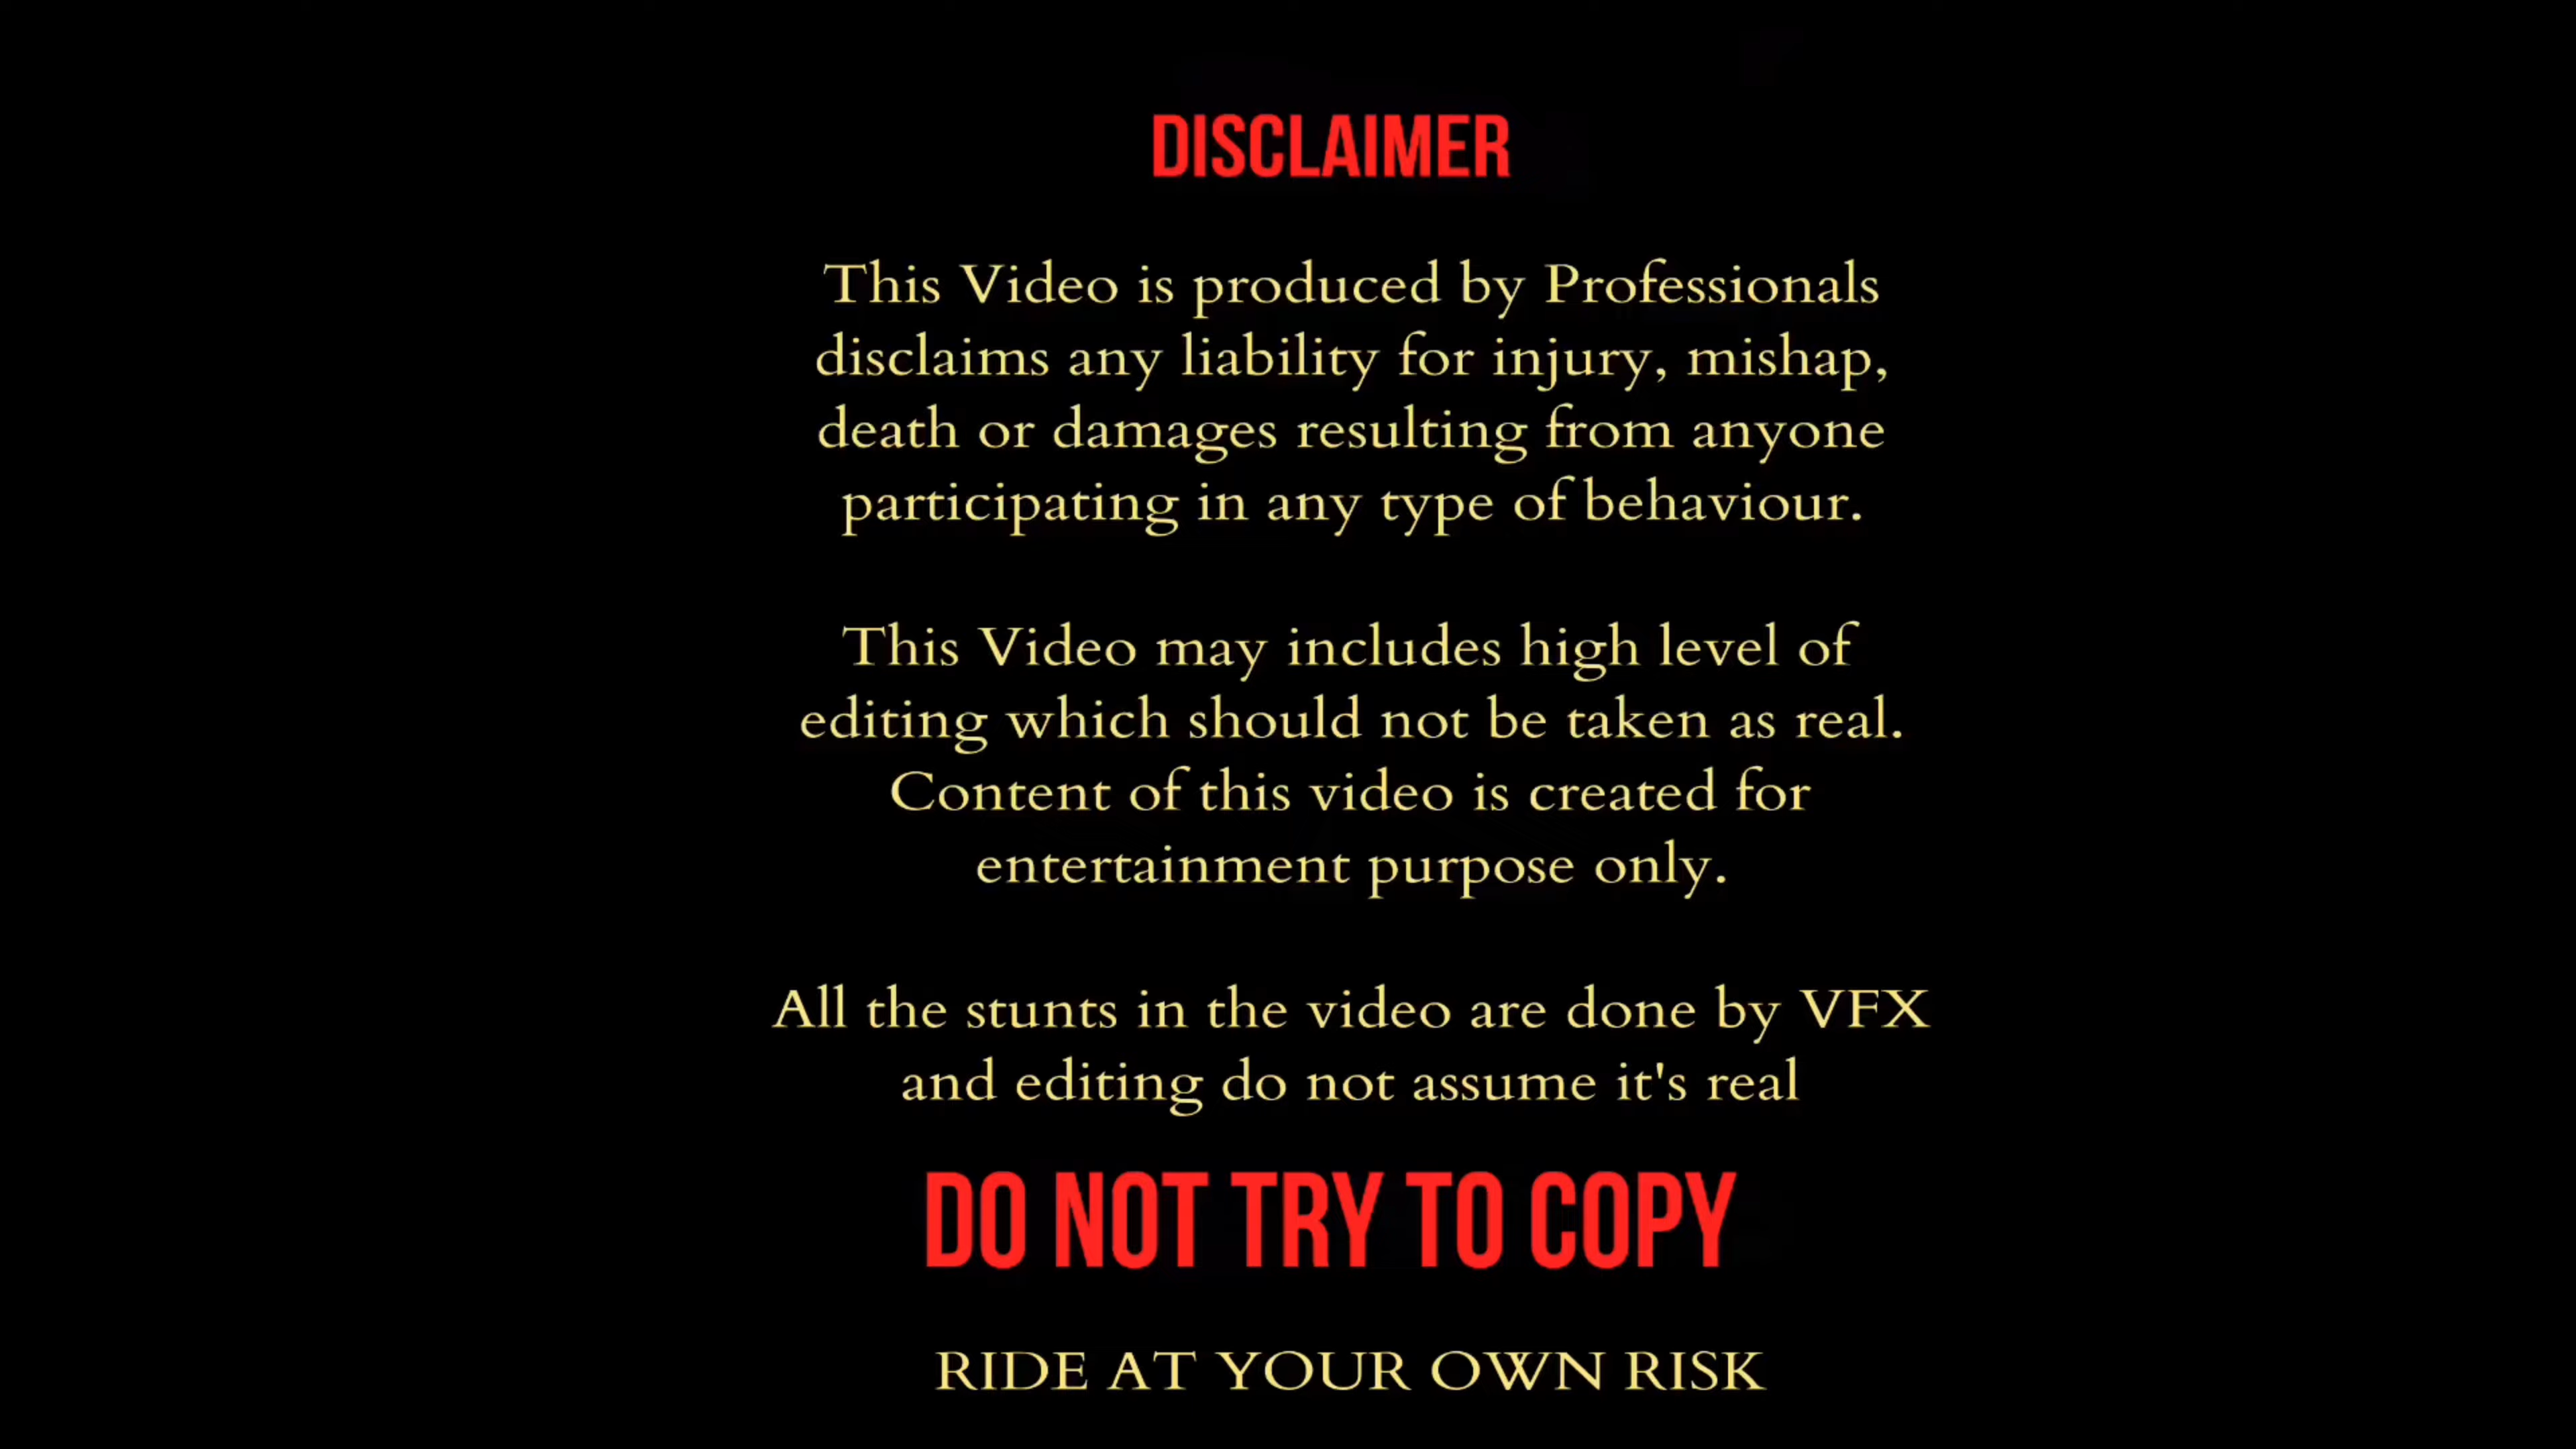 DISCLAIMER
This Video is produced by Professionals
disclaims any liability for injury, mishap,
death or damages resulting from anyone
participating in any type of behaviour.
This Video may includes high level of
editing which should not be taken as real.
Content of this video is created for
entertainment purpose only.
All the stunts in the video are done by VFX
and editing do not assume it's real
DO NOT TRY TO COPY
RIDE AT YOUR OWN RISK